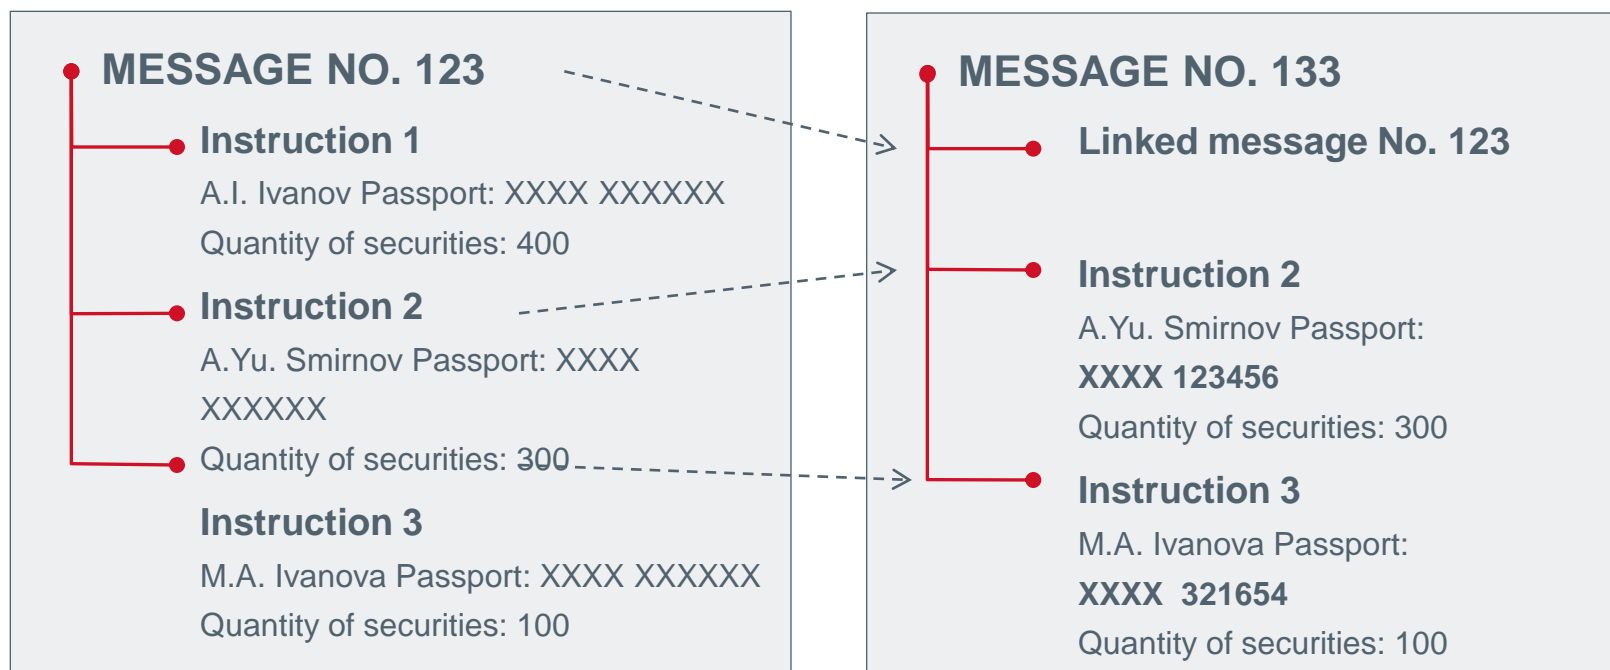 MESSAGE NO. 123
Instruction 1
A.I. Ivanov Passport: XXXX XXXXXX
Quantity of securities: 400
Instruction 2
A.Yu. Smirnov Passport: XXXX
XXXXXX
Quantity of securities: 300
Instruction 3
M.A. Ivanova Passport: XXXX XXXXXX
Quantity of securities: 100
MESSAGE NO. 133
Linked message No. 123
Instruction 2
A.Yu. Smirnov Passport:
XXXX 123456
Quantity of securities: 300
Instruction 3
M.A. Ivanova Passport:
XXXX  321654
Quantity of securities: 100